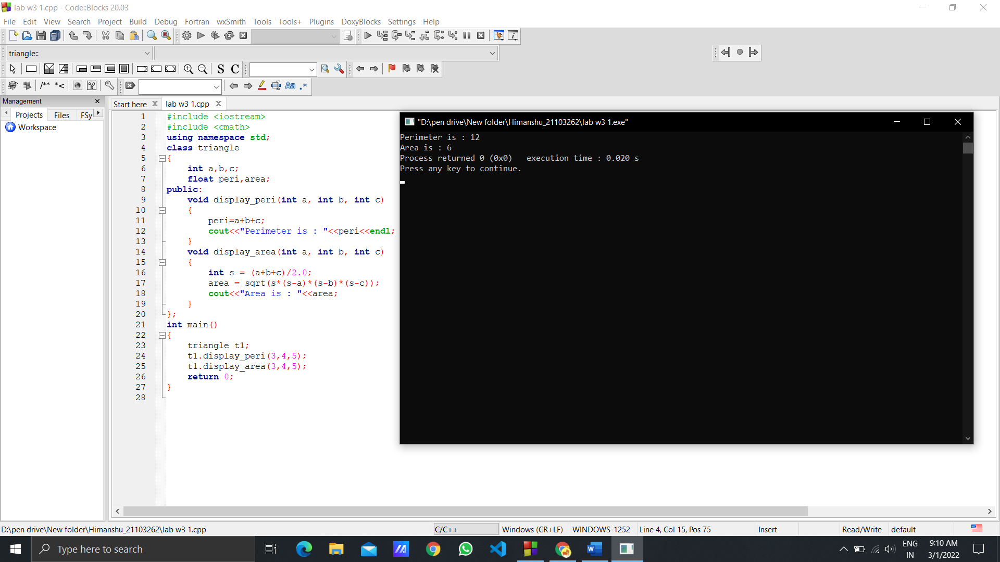 lab w3 1.cpp - Code::Blocks 20.03
File Edit View Search Project Build Debug Fortran wxSmith Tools Tools+ Plugins DoxyBlocks Settings Help
triangle::
S C
/** *<
Aa .*
Management
Projects Files FSy
Workspace
Start here lab w3 1.cpp
1 #include <iostream>
2 #include <cmath>
3 using namespace std;
4 class triangle
5 {
6 int a,b,c;
7 float peri,area;
8 public:
9 void display_peri(int a, int b, int c)
10 {
11 peri=a+b+c;
12 cout<<"Perimeter is : "<<peri<<endl;
13 }
14 void display_area(int a, int b, int c)
15 {
16 int s = (a+b+c)/2.0;
17 area = sqrt(s*(s-a)*(s-b)*(s-c));
18 cout<<"Area is : "<<area;
19 }
20 };
21 int main()
22 {
23 triangle t1;
24 t1.display_peri(3,4,5);
25 t1.display_area(3,4,5);
26 return 0;
27 }
28
"D:\pen drive\New folder\Himanshu_21103262\lab w3 1.exe"
Perimeter is : 12
Area is : 6
Process returned 0 (0x0)   execution time : 0.020 s
Press any key to continue.
D:\pen drive\New folder\Himanshu_21103262\lab w3 1.cpp C/C++ Windows (CR+LF) WINDOWS-1252 Line 4, Col 15, Pos 75 Insert Read/Write default
Type here to search
ENG
IN
9:10 AM
3/1/2022